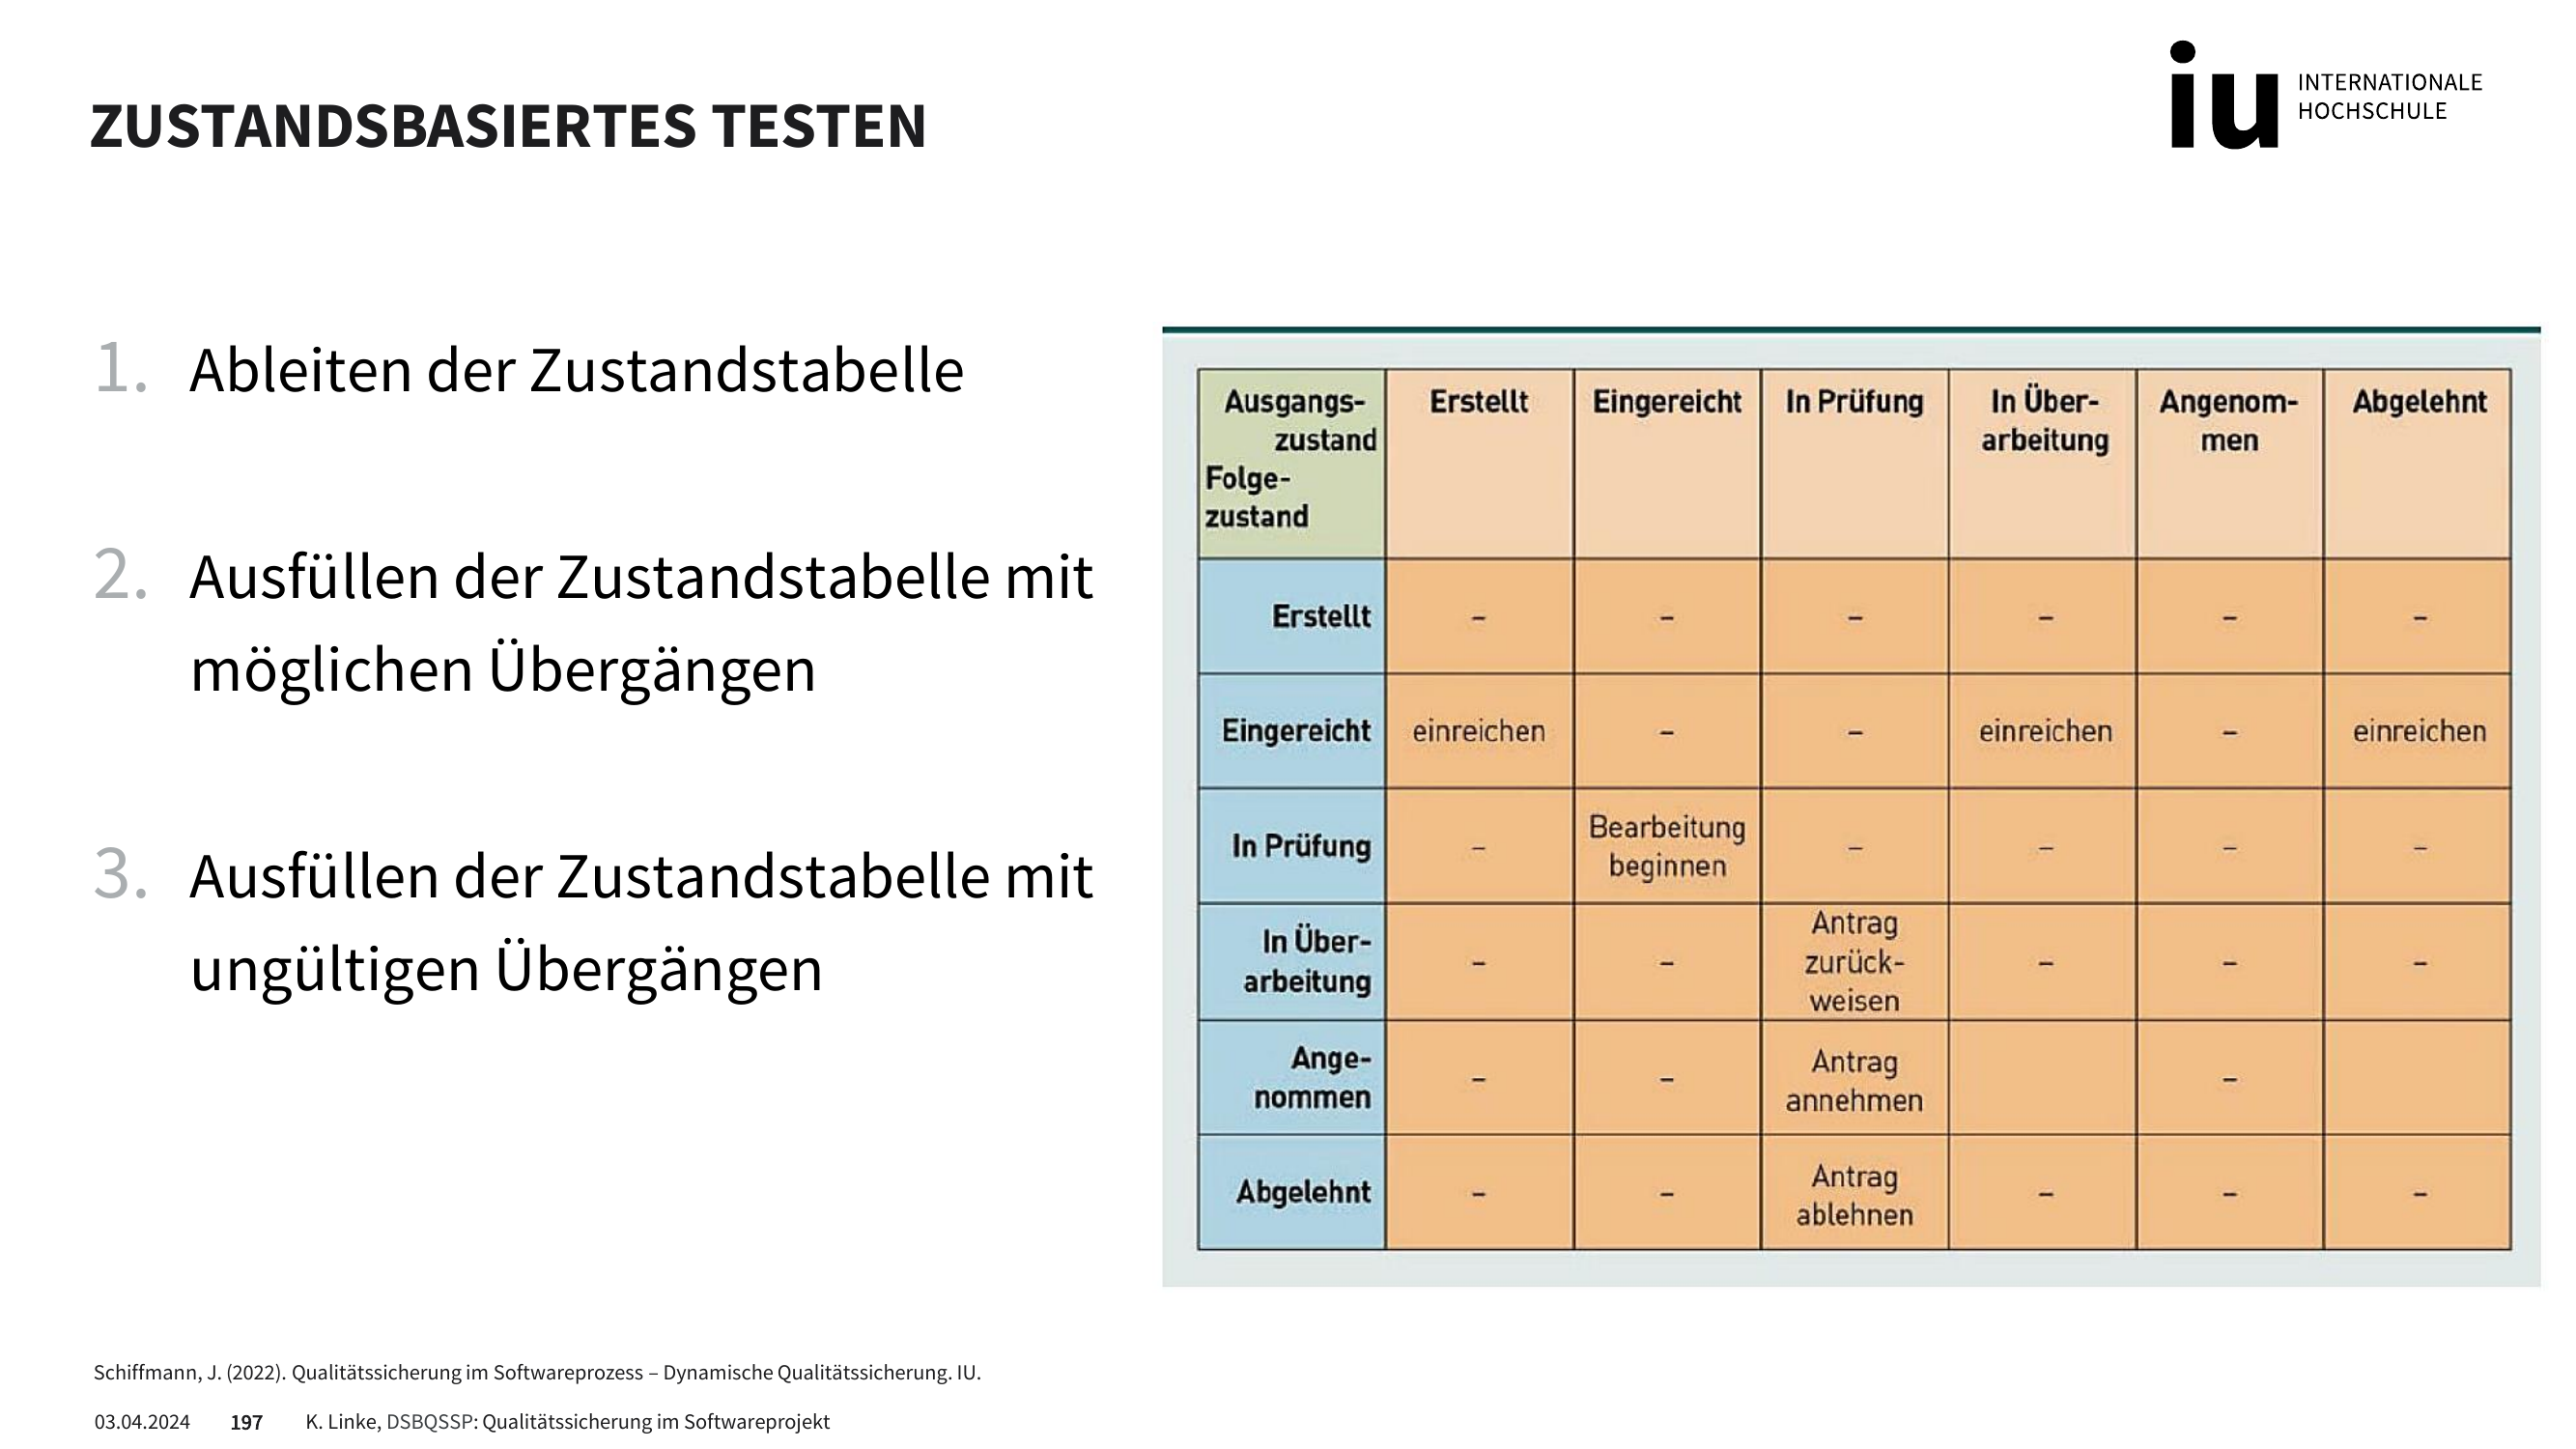 ZUSTANDSBASIERTES TESTEN
iu INTERNATIONALE
HOCHSCHULE
1. Ableiten der Zustandstabelle
2. Ausfüllen der Zustandstabelle mit
möglichen Übergängen
3. Ausfüllen der Zustandstabelle mit
ungültigen Übergängen
Ausgangs-
zustand
Folge-
zustand
Erstellt
Eingereicht
In Prüfung
In Über-
arbeitung
Angenom-
men
Abgelehnt
Erstellt – – – – – –
Eingereicht einreichen – – einreichen – einreichen
In Prüfung –
Bearbeitung
beginnen
– – – –
In Über-
arbeitung
– –
Antrag
zurück-
weisen
– – –
Ange-
nommen
– –
Antrag
annehmen
–
Abgelehnt – –
Antrag
ablehnen
– – –
Schiffmann, J. (2022). Qualitätssicherung im Softwareprozess – Dynamische Qualitätssicherung. IU.
03.04.2024 197 K. Linke, DSBQSSP: Qualitätssicherung im Softwareprojekt